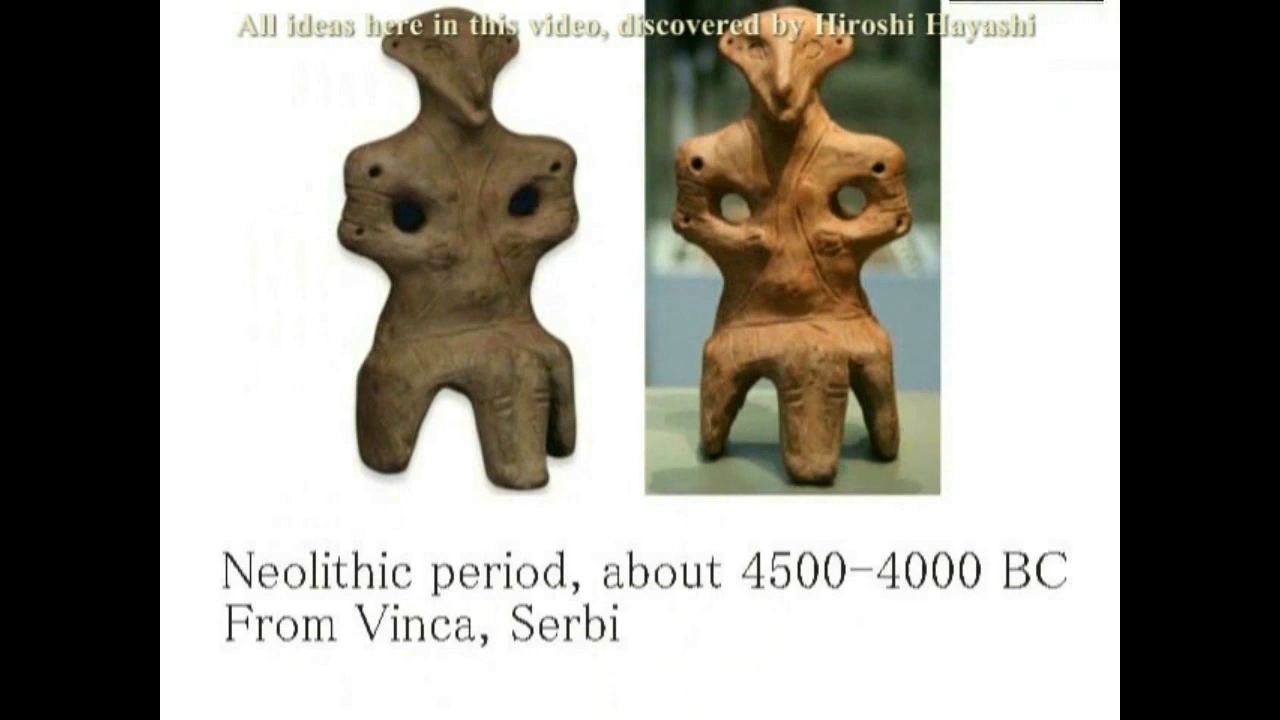 All ideas here in this video, discovered by Hiroshi Hayashi
Neolithic period, about 4500-4000 BC
From Vinca, Serbi